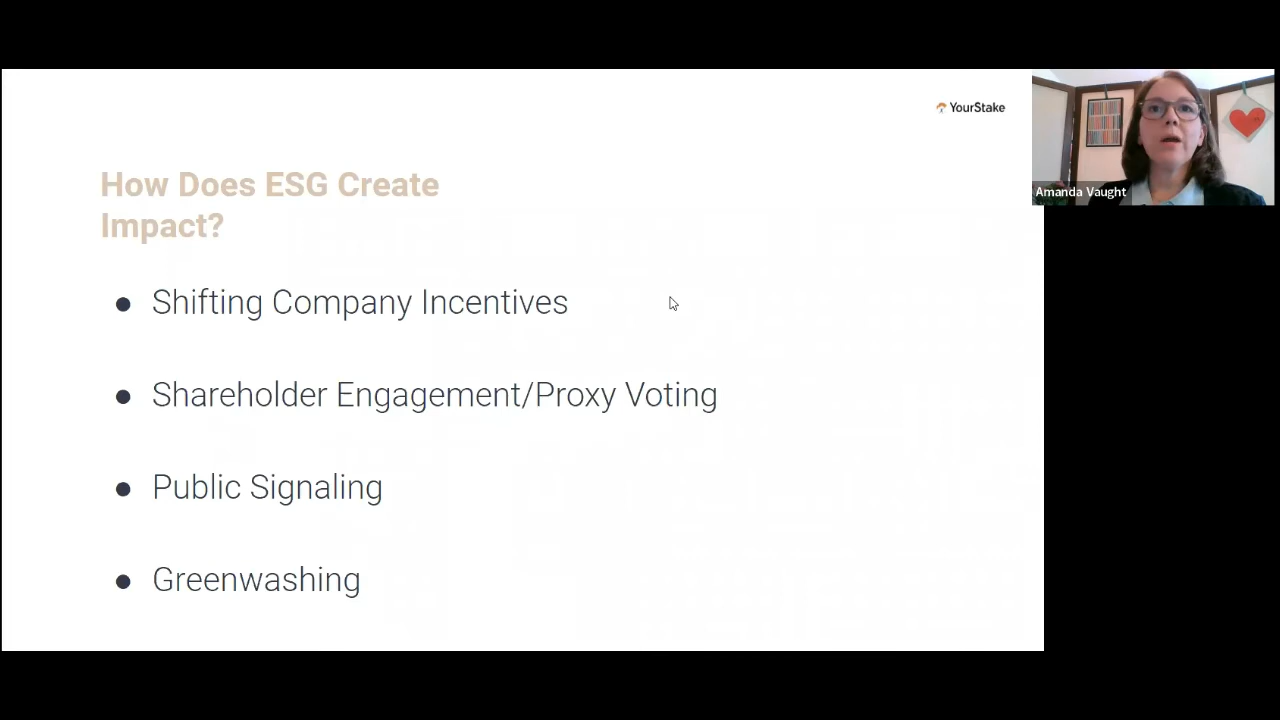 YourStake
Amanda Vaught
How Does ESG Create
Impact?
● Shifting Company Incentives
● Shareholder Engagement/Proxy Voting
● Public Signaling
● Greenwashing